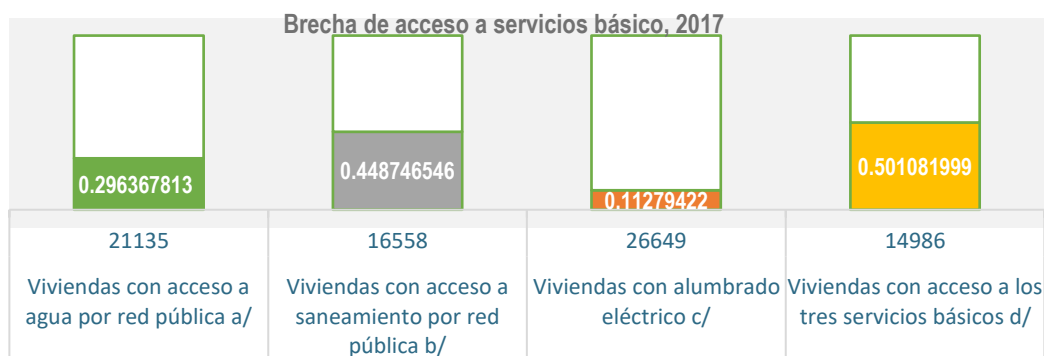 Brecha de acceso a servicios básico, 2017
0.296367813
0.448746546
0.11279422
0.501081999
21135
16558
26649
14986
Viviendas con acceso a
agua por red pública a/
Viviendas con acceso a
saneamiento por red
pública b/
Viviendas con alumbrado
eléctrico c/
Viviendas con acceso a los
tres servicios básicos d/